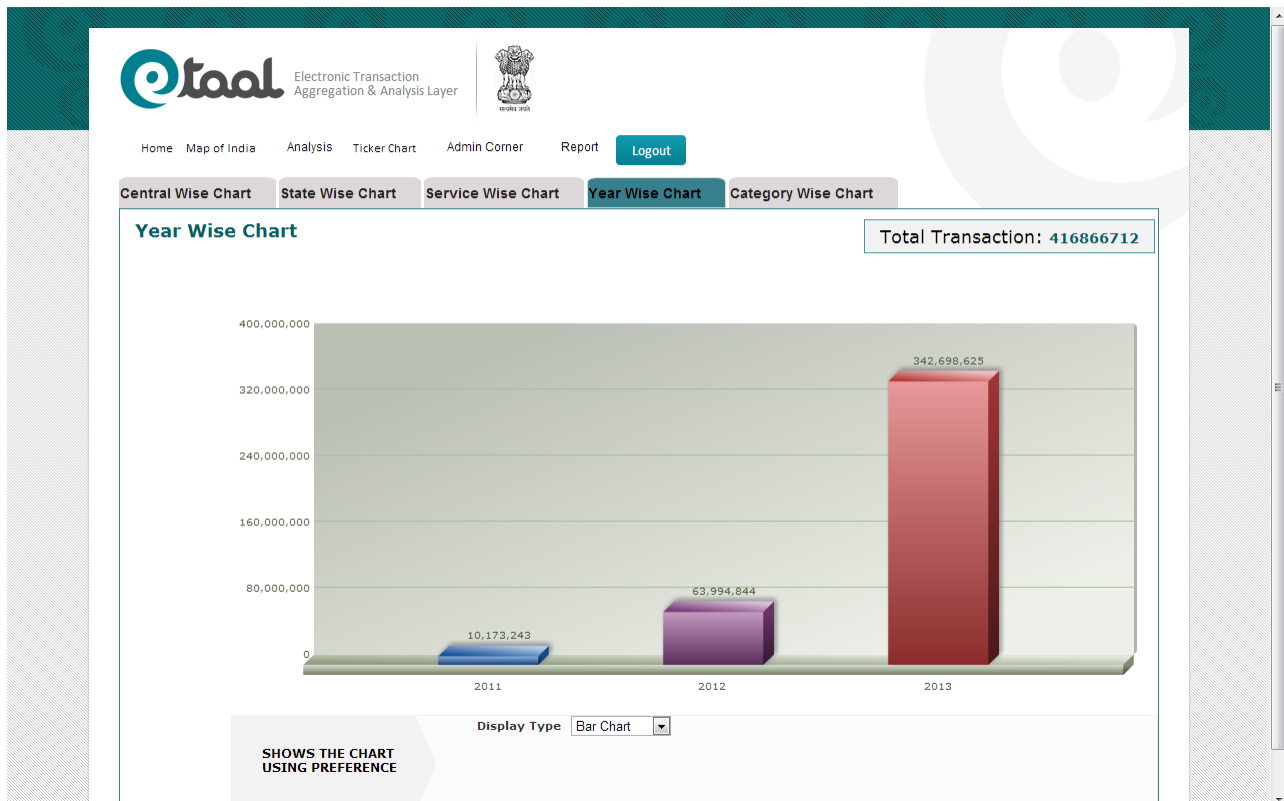 etaal
Electronic Transaction
Aggregation & Analysis Layer
सत्यमेव जयते
Home Map of India Analysis Ticker Chart Admin Corner Report Logout
Central Wise Chart State Wise Chart Service Wise Chart Year Wise Chart Category Wise Chart
Year Wise Chart
Total Transaction: 416866712
400,000,000
342,698,625
320,000,000
240,000,000
160,000,000
80,000,000
63,994,844
10,173,243
0
2011 2012 2013
Display Type Bar Chart
SHOWS THE CHART
USING PREFERENCE